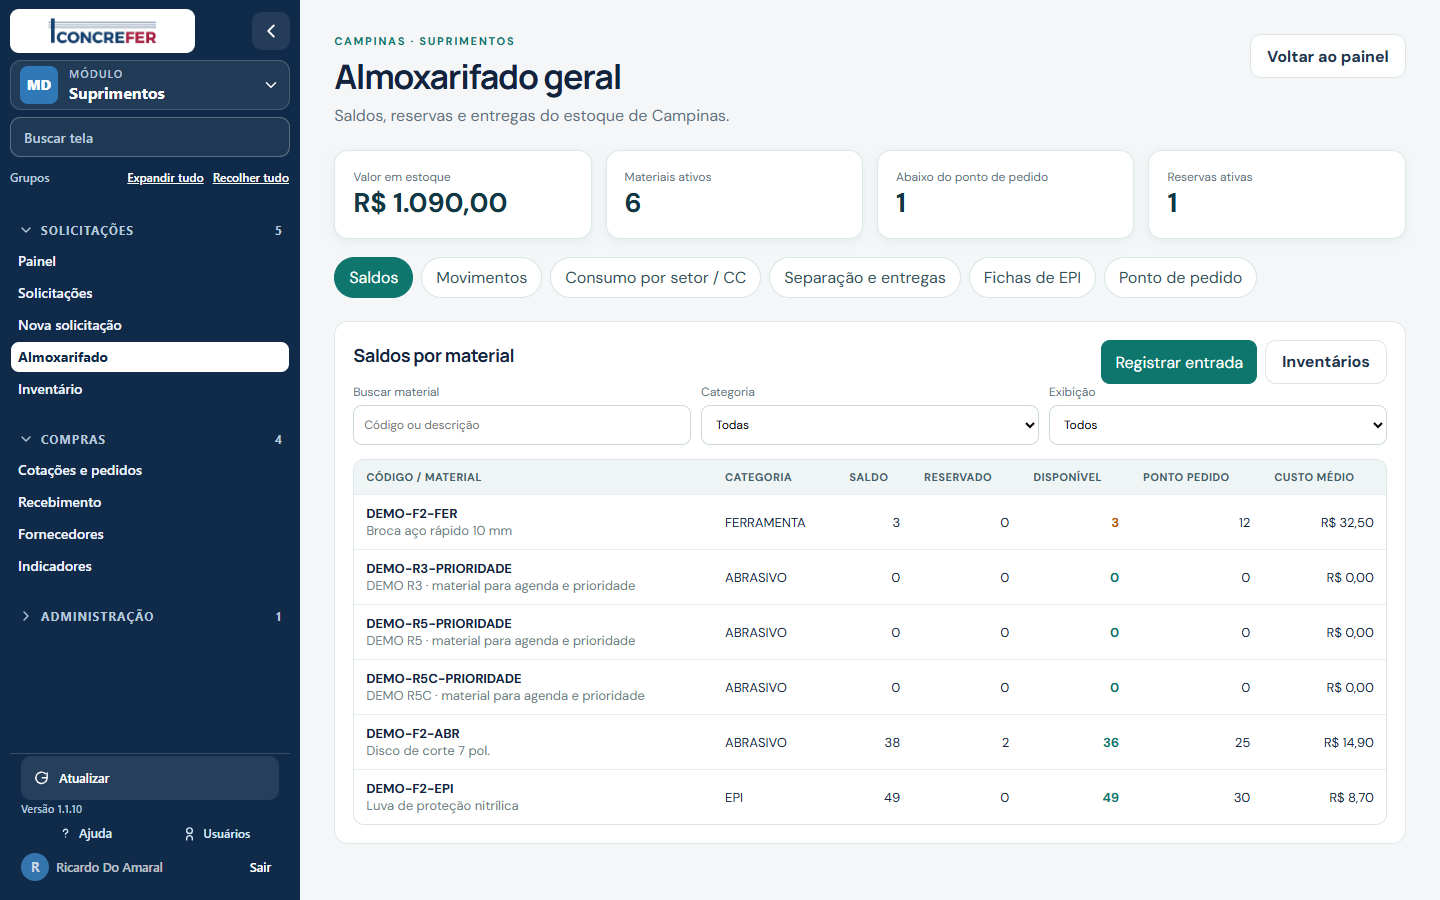 CONCREFER
MD
MÓDULO
Suprimentos
Buscar tela
Grupos
Expandir tudo
Recolher tudo
SOLICITAÇÕES 5
Painel
Solicitações
Nova solicitação
Almoxarifado
Inventário
COMPRAS 4
Cotações e pedidos
Recebimento
Fornecedores
Indicadores
ADMINISTRAÇÃO 1
Atualizar
Versão 1.1.10
? Ajuda
Usuários
R Ricardo Do Amaral
Sair
CAMPINAS · SUPRIMENTOS
Almoxarifado geral
Saldos, reservas e entregas do estoque de Campinas.
Voltar ao painel
Valor em estoque
R$ 1.090,00
Materiais ativos
6
Abaixo do ponto de pedido
1
Reservas ativas
1
Saldos
Movimentos
Consumo por setor / CC
Separação e entregas
Fichas de EPI
Ponto de pedido
Saldos por material
Registrar entrada
Inventários
Buscar material
Código ou descrição
Categoria
Todas
Exibição
Todos
CÓDIGO / MATERIAL CATEGORIA SALDO RESERVADO DISPONÍVEL PONTO PEDIDO CUSTO MÉDIO
DEMO-F2-FER
Broca aço rápido 10 mm
FERRAMENTA 3 0 3 12 R$ 32,50
DEMO-R3-PRIORIDADE
DEMO R3 · material para agenda e prioridade
ABRASIVO 0 0 0 0 R$ 0,00
DEMO-R5-PRIORIDADE
DEMO R5 · material para agenda e prioridade
ABRASIVO 0 0 0 0 R$ 0,00
DEMO-R5C-PRIORIDADE
DEMO R5C · material para agenda e prioridade
ABRASIVO 0 0 0 0 R$ 0,00
DEMO-F2-ABR
Disco de corte 7 pol.
ABRASIVO 38 2 36 25 R$ 14,90
DEMO-F2-EPI
Luva de proteção nitrílica
EPI 49 0 49 30 R$ 8,70